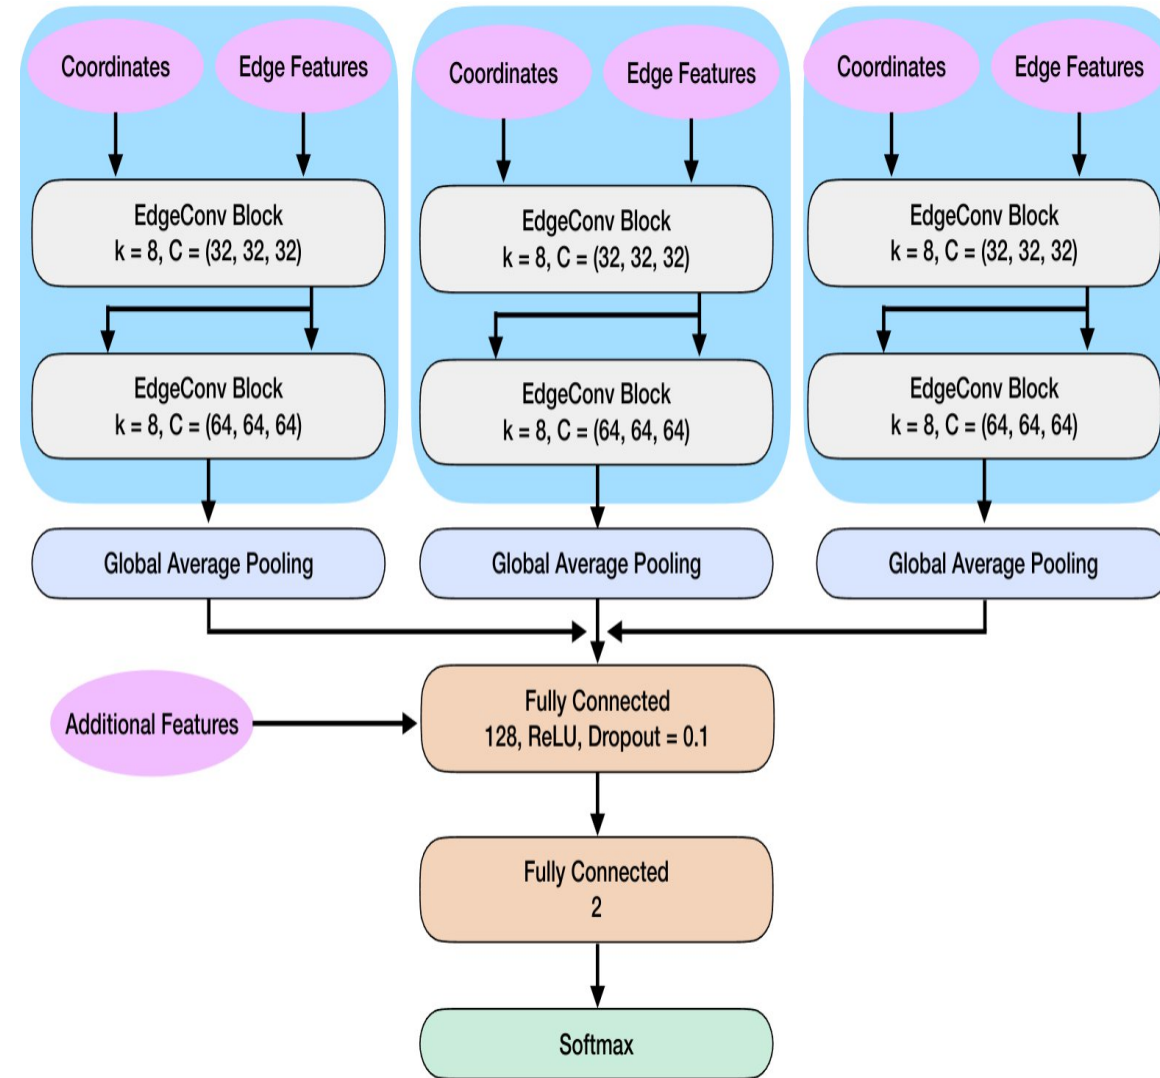 Coordinates
Edge Features
Coordinates
Edge Features
Coordinates
Edge Features
EdgeConv Block
k = 8, C = (32, 32, 32)
EdgeConv Block
k = 8, C = (32, 32, 32)
EdgeConv Block
k = 8, C = (32, 32, 32)
EdgeConv Block
k = 8, C = (64, 64, 64)
EdgeConv Block
k = 8, C = (64, 64, 64)
EdgeConv Block
k = 8, C = (64, 64, 64)
Global Average Pooling
Global Average Pooling
Global Average Pooling
Additional Features
Fully Connected
128, ReLU, Dropout = 0.1
Fully Connected
2
Softmax